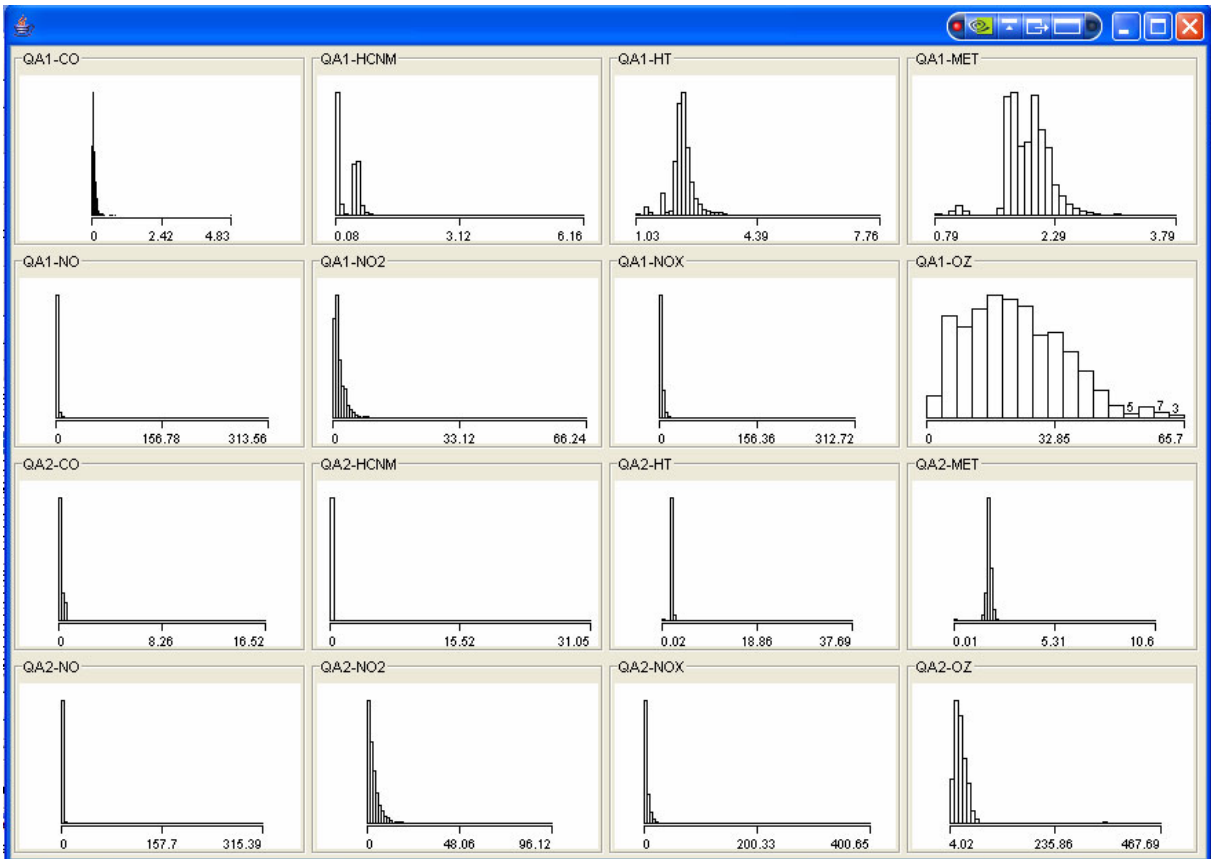 QA1-CO QA1-HCNM QA1-HT QA1-MET
0 2.42 4.83 0.08 3.12 6.16 1.03 4.39 7.76 0.79 2.29 3.79
QA1-NO QA1-NO2 QA1-NOX QA1-OZ
5 7 3
0 156.78 313.56 0 33.12 66.24 0 156.36 312.72 0 32.85 65.7
QA2-CO QA2-HCNM QA2-HT QA2-MET
0 8.26 16.52 0 15.52 31.05 0.02 18.86 37.69 0.01 5.31 10.6
QA2-NO QA2-NO2 QA2-NOX QA2-OZ
0 157.7 315.39 0 48.06 96.12 0 200.33 400.65 4.02 235.86 467.69